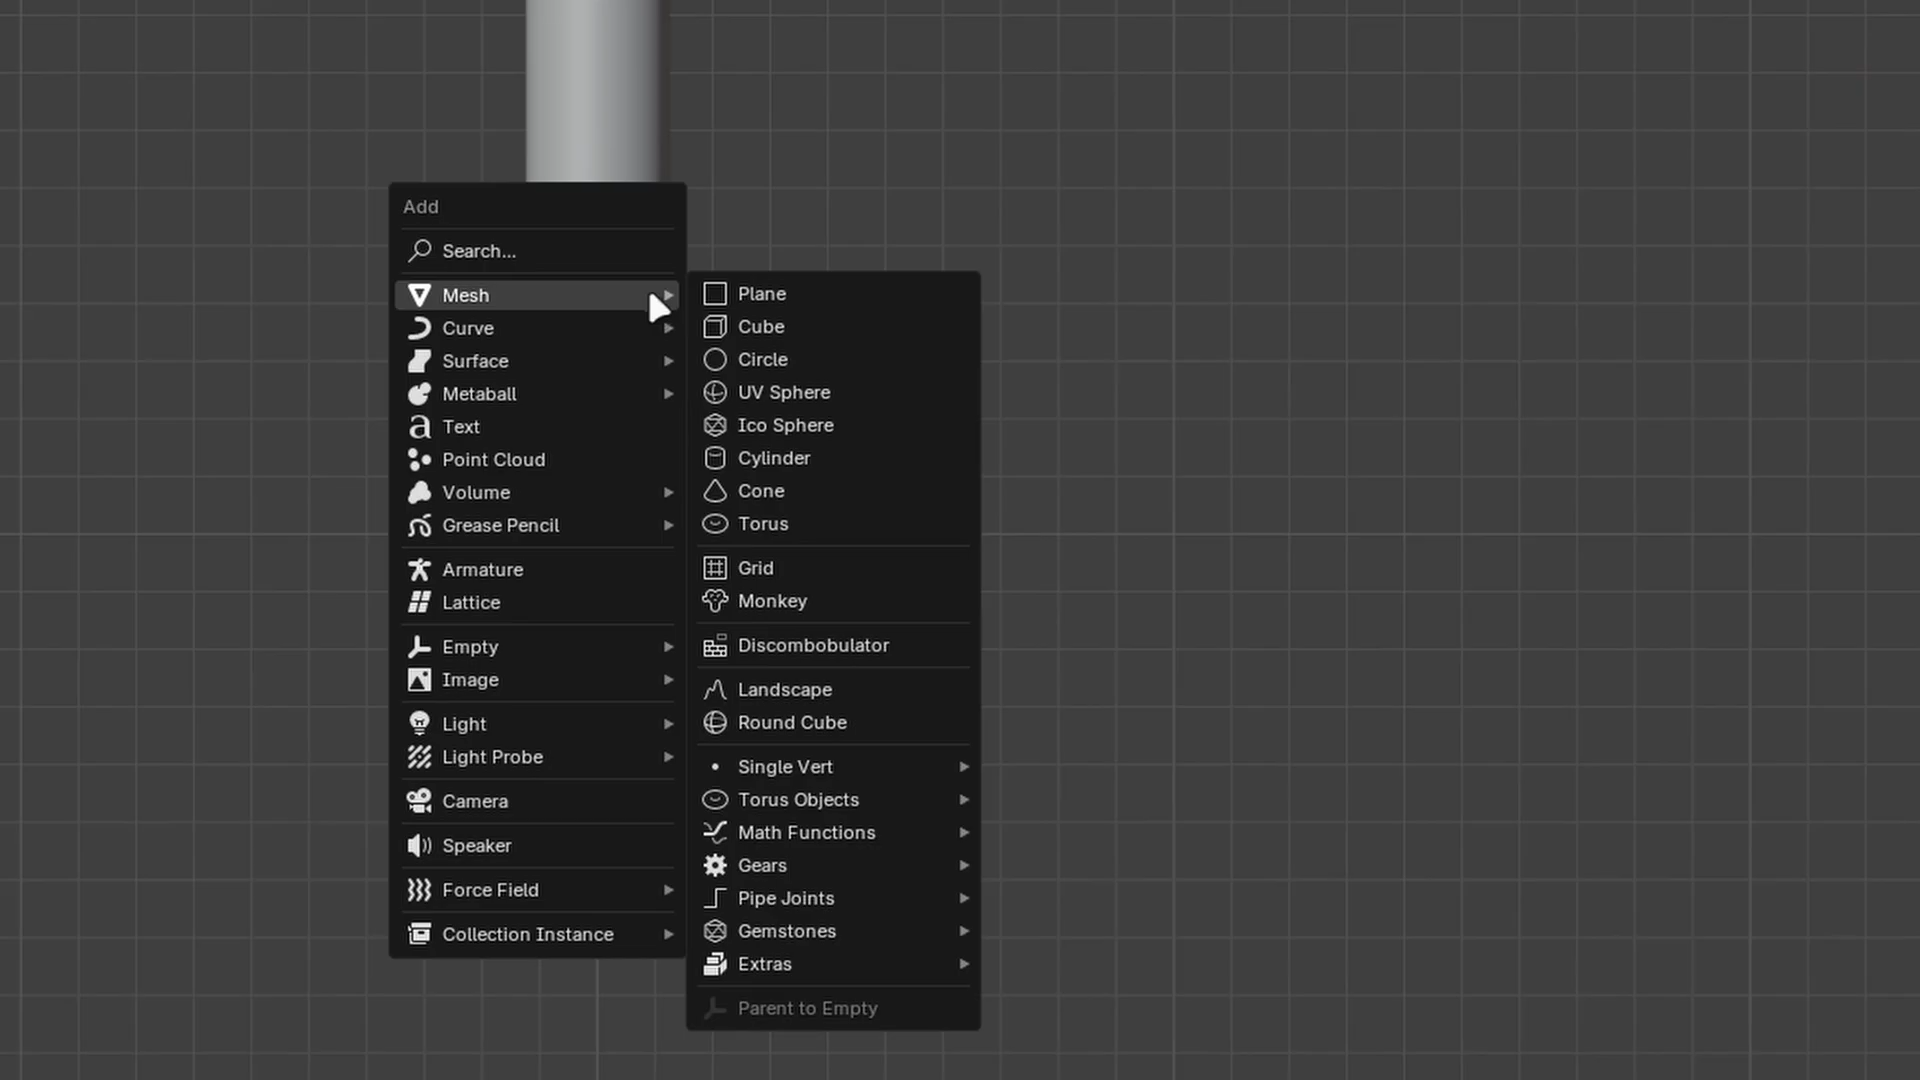 Add
Search...
Mesh
Curve
Surface
Metaball
Text
Point Cloud
Volume
Grease Pencil
Armature
Lattice
Empty
Image
Light
Light Probe
Camera
Speaker
Force Field
Collection Instance
Plane
Cube
Circle
UV Sphere
Ico Sphere
Cylinder
Cone
Torus
Grid
Monkey
Discombobulator
Landscape
Round Cube
Single Vert
Torus Objects
Math Functions
Gears
Pipe Joints
Gemstones
Extras
Parent to Empty